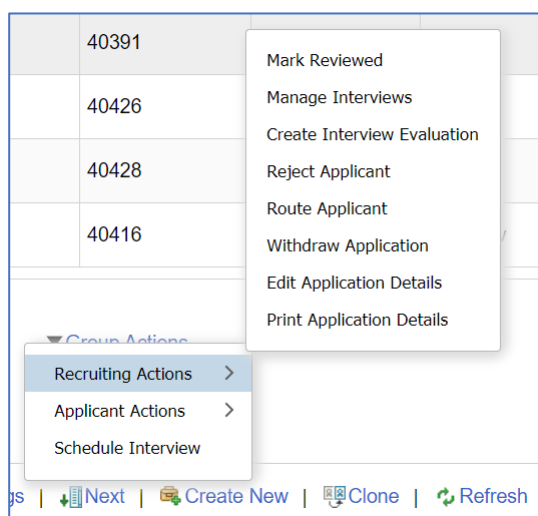 40391
40426
40428
40416
Mark Reviewed
Manage Interviews
Create Interview Evaluation
Reject Applicant
Route Applicant
Withdraw Application
Edit Application Details
Print Application Details
Group Actions
Recruiting Actions
Applicant Actions
Schedule Interview
gs | Next | Create New | Clone | Refresh